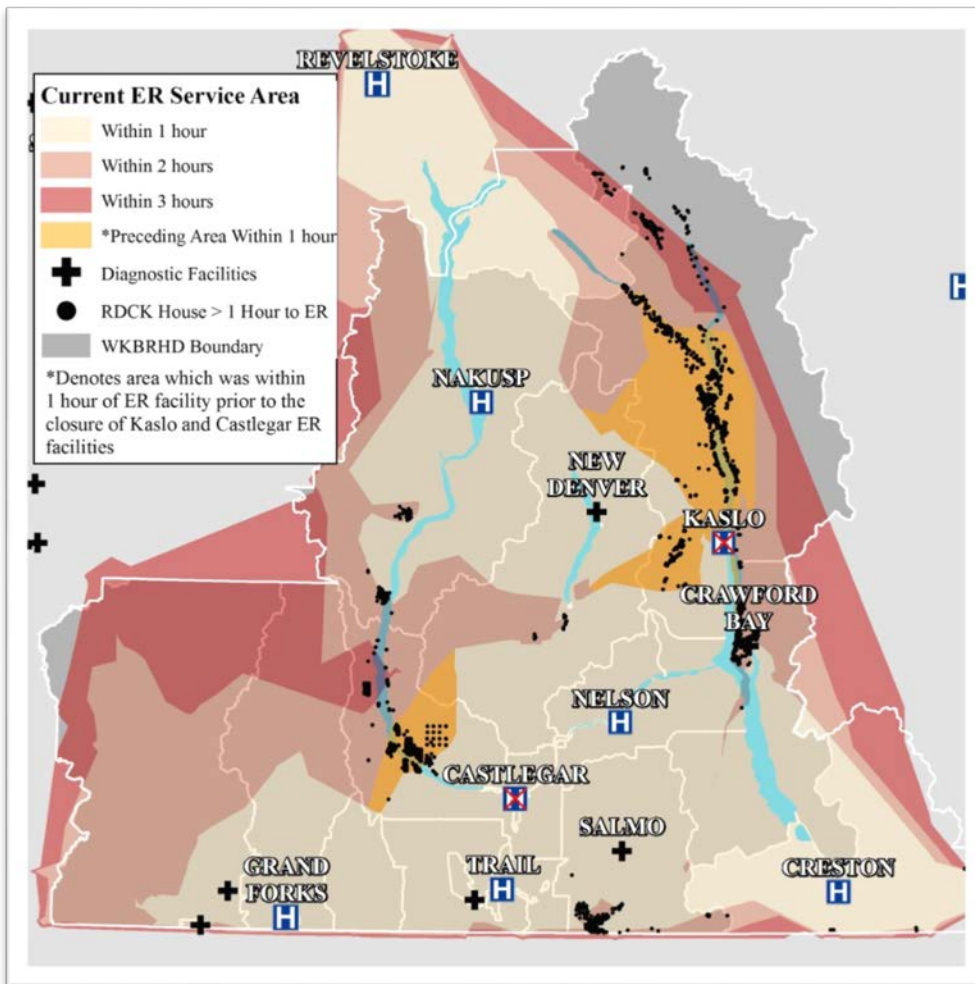 REVELSTOKE
H
Current ER Service Area
Within 1 hour
Within 2 hours
Within 3 hours
*Preceding Area Within 1 hour
Diagnostic Facilities
RDCK House > 1 Hour to ER
WKBRHD Boundary
*Denotes area which was within
1 hour of ER facility prior to the
closure of Kaslo and Castlegar ER
facilities
H
NAKUSP
H
NEW
DENVER
KASLO
CRAWFORD
BAY
NELSON
H
CASTLEGAR
SALMO
GRAND
FORKS
H
TRAIL
H
CRESTON
H